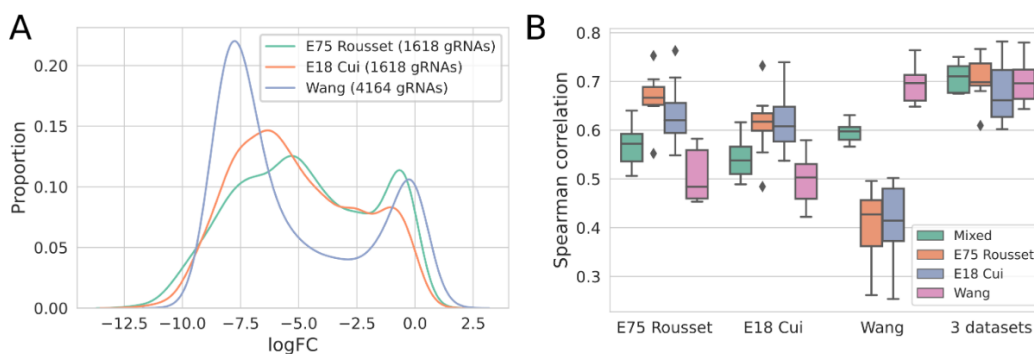 A
Proportion
0.20
0.15
0.10
0.05
0.00
E75 Rousset (1618 gRNAs)
E18 Cui (1618 gRNAs)
Wang (4164 gRNAs)
−12.5 −10.0 −7.5 −5.0 −2.5 0.0 2.5
logFC
B
Spearman correlation
0.8
0.7
0.6
0.5
0.4
0.3
Mixed
E75 Rousset
E18 Cui
Wang
E75 Rousset E18 Cui Wang 3 datasets